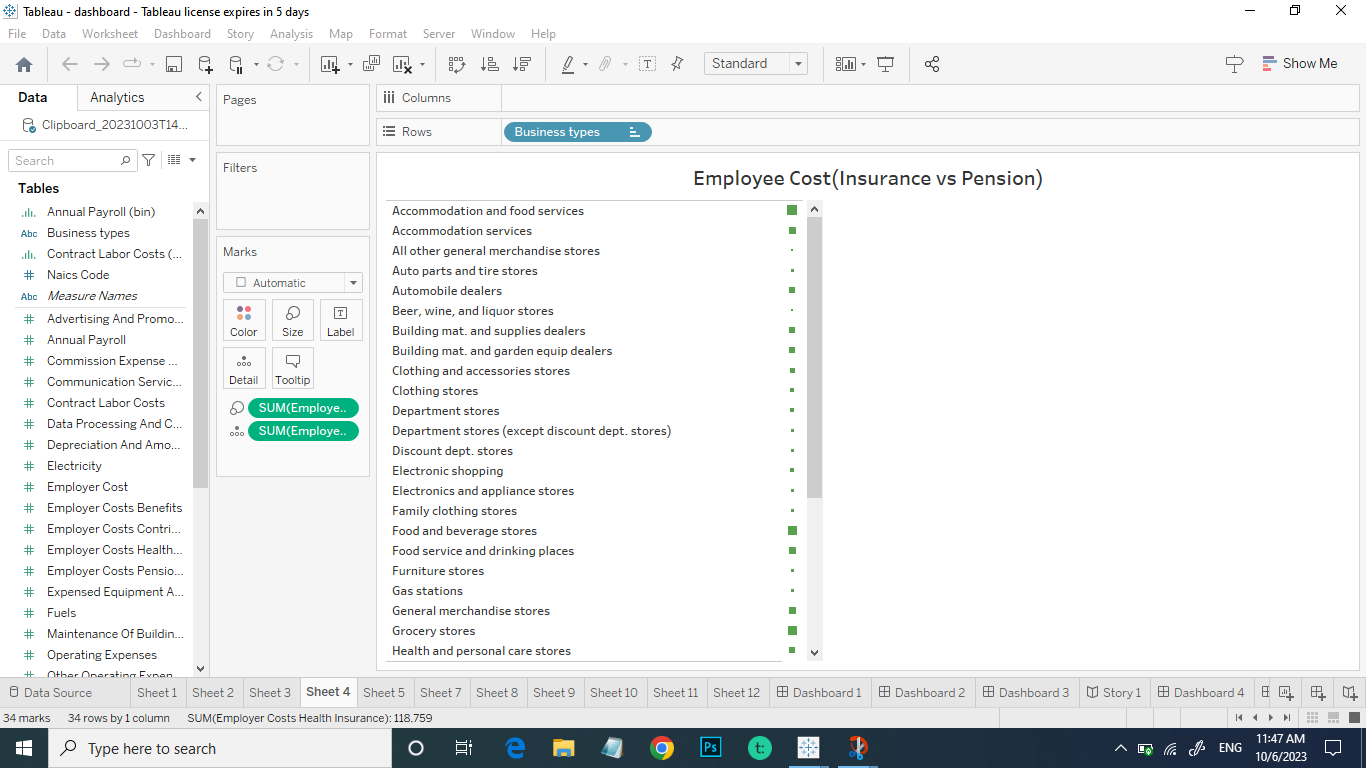 Tableau - dashboard - Tableau license expires in 5 days
File Data Worksheet Dashboard Story Analysis Map Format Server Window Help
Standard
Show Me
Data
Analytics
Clipboard_20231003T14...
Search
Tables
Annual Payroll (bin)
Abc Business types
Contract Labor Costs (...
Naics Code
Abc Measure Names
Advertising And Promo...
Annual Payroll
Commission Expense ...
Communication Servic...
Contract Labor Costs
Data Processing And C...
Depreciation And Amo...
Electricity
Employer Cost
Employer Costs Benefits
Employer Costs Contri...
Employer Costs Health...
Employer Costs Pensio...
Expensed Equipment A...
Fuels
Maintenance Of Buildin...
Operating Expenses
Other Operating Expen
Pages
Filters
Marks
Automatic
Color
Size
T
Label
Detail
Tooltip
SUM(Employe..
SUM(Employe..
Columns
Rows
Business types
Employee Cost(Insurance vs Pension)
Accommodation and food services
Accommodation services
All other general merchandise stores
Auto parts and tire stores
Automobile dealers
Beer, wine, and liquor stores
Building mat. and supplies dealers
Building mat. and garden equip dealers
Clothing and accessories stores
Clothing stores
Department stores
Department stores (except discount dept. stores)
Discount dept. stores
Electronic shopping
Electronics and appliance stores
Family clothing stores
Food and beverage stores
Food service and drinking places
Furniture stores
Gas stations
General merchandise stores
Grocery stores
Health and personal care stores
Data Source Sheet 1 Sheet 2 Sheet 3 Sheet 4 Sheet 5 Sheet 7 Sheet 8 Sheet 9 Sheet 10 Sheet 11 Sheet 12 Dashboard 1 Dashboard 2 Dashboard 3 Story 1 Dashboard 4
34 marks 34 rows by 1 column SUM(Employer Costs Health Insurance): 118,759
Type here to search
Ps
t:
ENG
11:47 AM
10/6/2023